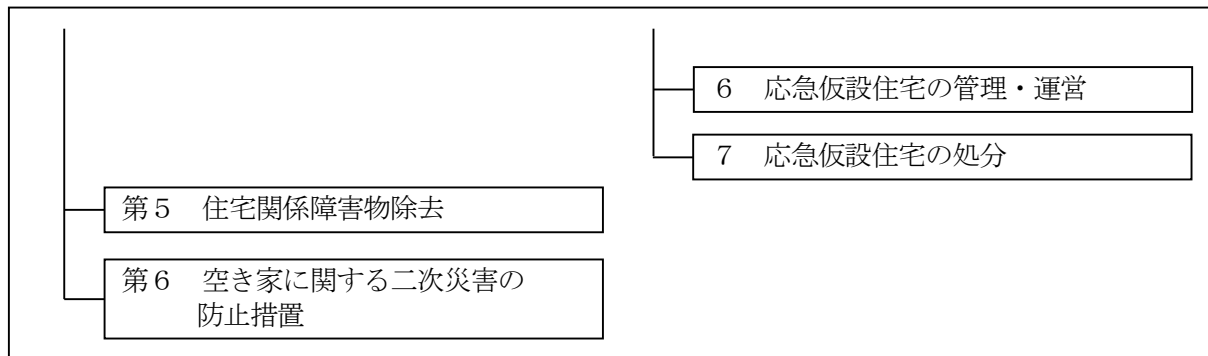 6 応急仮設住宅の管理・運営
7 応急仮設住宅の処分
第5 住宅関係障害物除去
第6 空き家に関する二次災害の
防止措置